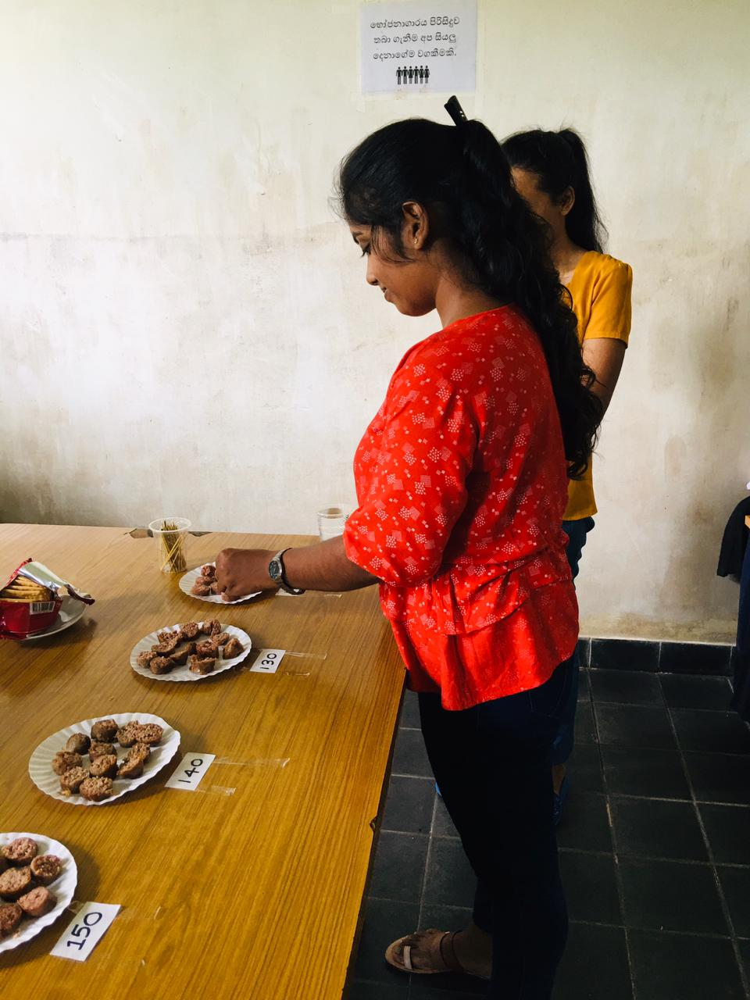 භෝජනාගාරය පිරිසිදුව
තබා ගැනීම අප සියලු
දෙනාගේම වගකීමකි.
130
140
150